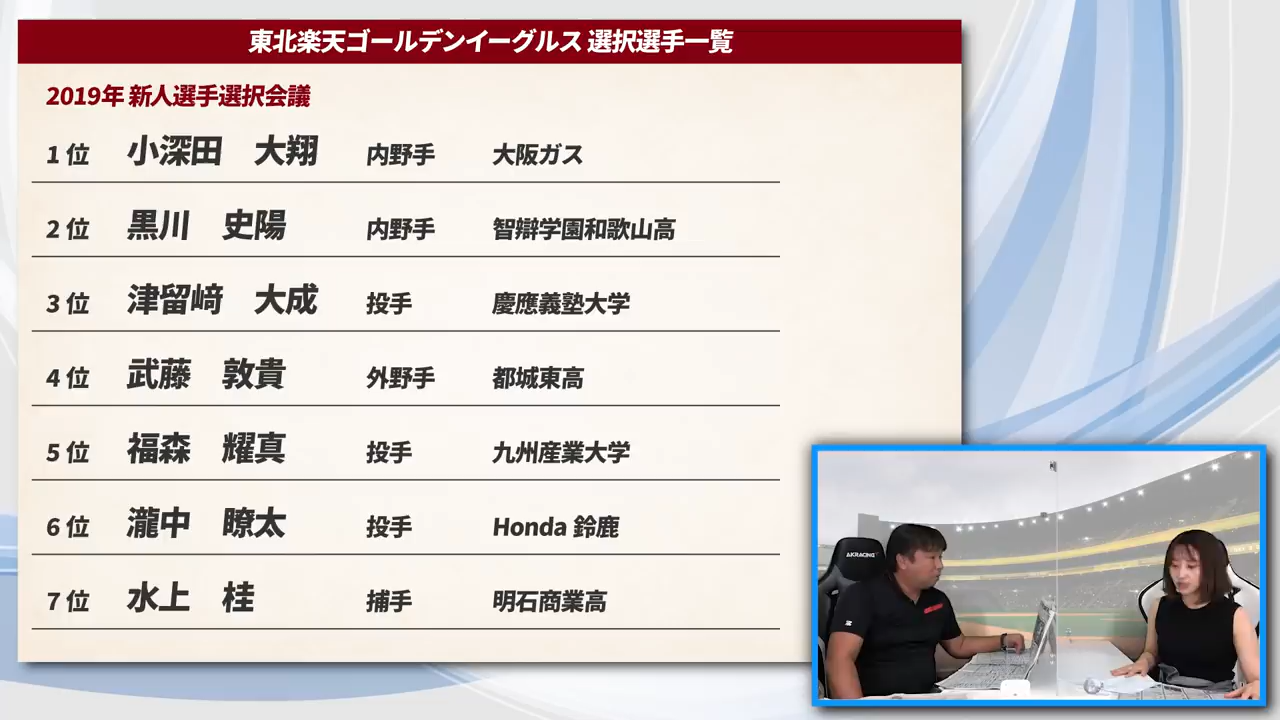 東北楽天ゴールデンイーグルス 選択選手一覧
2019年 新人選手選択会議
1位 小深田 大翔 内野手 大阪ガス
2位 黒川 史陽 内野手 智辯学園和歌山高
3位 津留﨑 大成 投手 慶應義塾大学
4位 武藤 敦貴 外野手 都城東高
5位 福森 耀真 投手 九州産業大学
6位 瀧中 瞭太 投手 Honda 鈴鹿
7位 水上 桂 捕手 明石商業高
AKRACING